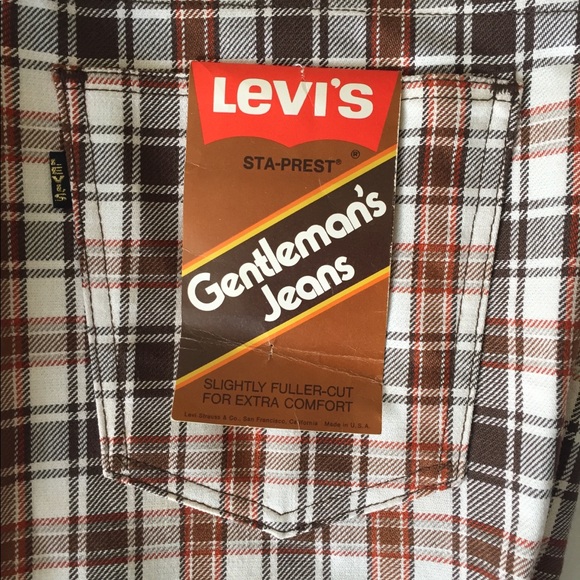 LEVI'S
STA-PREST®
®
Gentleman's
Jeans
SLIGHTLY FULLER-CUT
FOR EXTRA COMFORT
Levi Strauss & Co., San Francisco, California Made in U.S.A.
LEVI'S